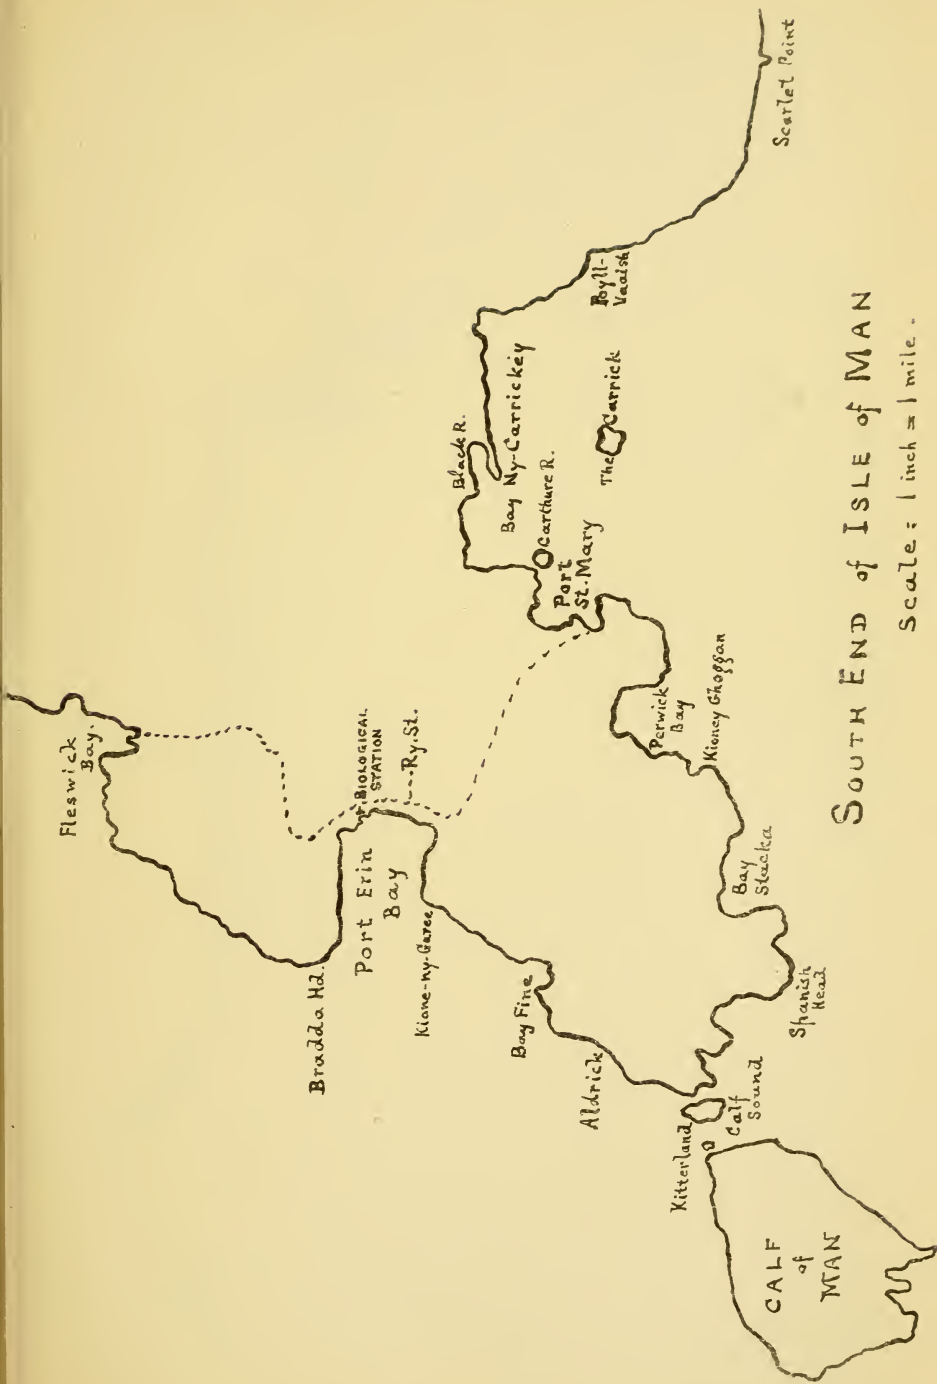 Fleswick
Bay.
Bradda Hd.
BIOLOGICAL
STATION
Port Erin
Bay
Ry. St.
Kione-ny-Garee
Black R.
Bay Ny-Carrickey
Carthure R.
Port
St. Mary
The Carrick
Poyll-
Vaaish
Scarlet Point
Bay Fine
Aldrick
Perwick
Bay
Kioney Ghoggan
Bay
Stacka
Spanish
Head
Kitterland
Calf
Sound
CALF
of
MAN
SOUTH END of ISLE of MAN
Scale: 1 inch = 1 mile.